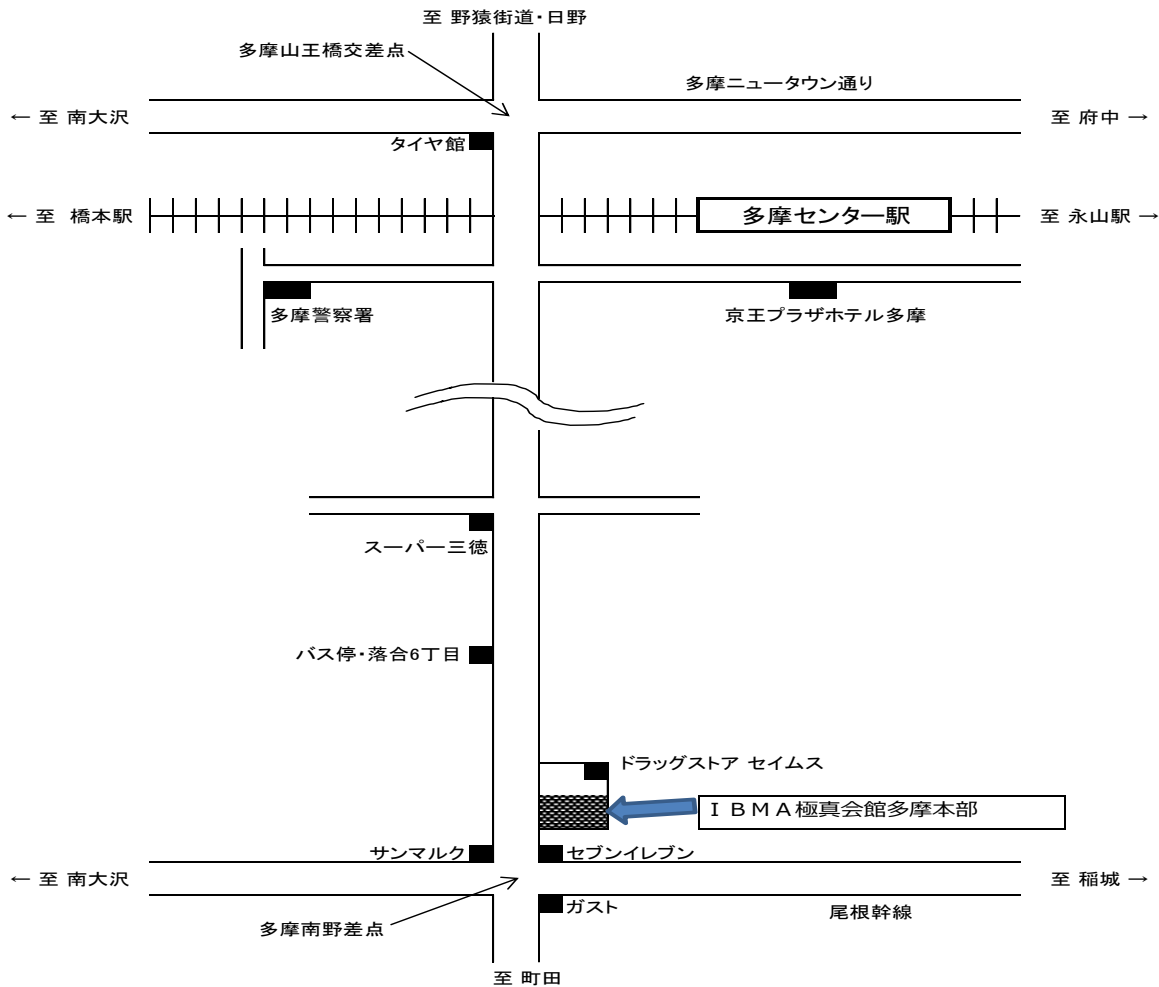 至 野猿街道・日野
多摩山王橋交差点
多摩ニュータウン通り
← 至 南大沢
至 府中 →
タイヤ館
← 至 橋本駅
多摩センター駅
至 永山駅 →
多摩警察署
京王プラザホテル多摩
スーパー三徳
バス停・落合6丁目
ドラッグストア セイムス
ＩＢＭＡ極真会館多摩本部
サンマルク
セブンイレブン
← 至 南大沢
至 稲城 →
ガスト
尾根幹線
多摩南野差点
至 町田